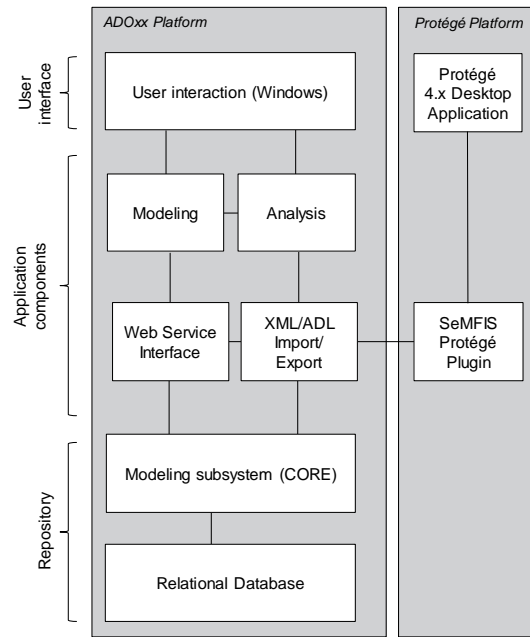 ADOxx Platform
Protégé Platform
User
interface
User interaction (Windows)
Protégé
4.x Desktop
Application
Application
components
Modeling
Analysis
Web Service
Interface
XML/ADL
Import/
Export
SeMFIS
Protégé
Plugin
Repository
Modeling subsystem (CORE)
Relational Database